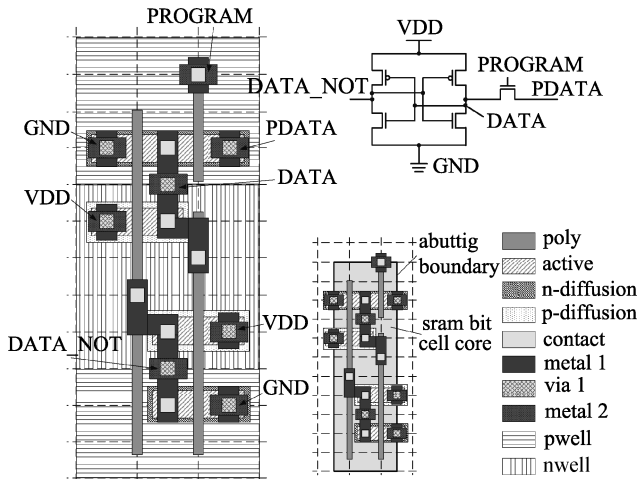 PROGRAM
GND
PDATA
DATA
VDD
VDD
DATA_NOT
GND
VDD
PROGRAM
DATA_NOT
PDATA
DATA
GND
abuttig
boundary
sram bit
cell core
poly
active
n-diffusion
p-diffusion
contact
metal 1
via 1
metal 2
pwell
nwell